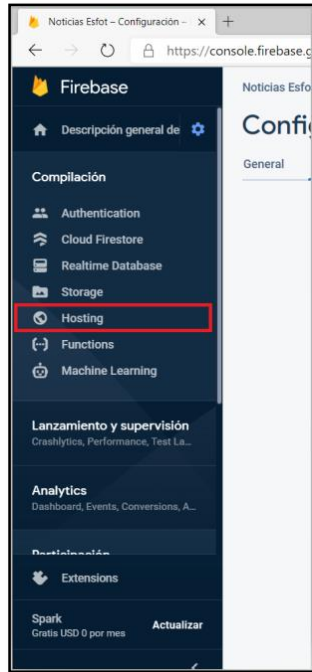 Noticias Esfot – Configuración -
https://console.firebase.g
Firebase
Noticias Esfo
Descripción general de
Confi
General
Compilación
Authentication
Cloud Firestore
Realtime Database
Storage
Hosting
Functions
Machine Learning
Lanzamiento y supervisión
Crashlytics, Performance, Test La...
Analytics
Dashboard, Events, Conversions, A...
Participación
Extensions
Spark
Gratis USD 0 por mes
Actualizar